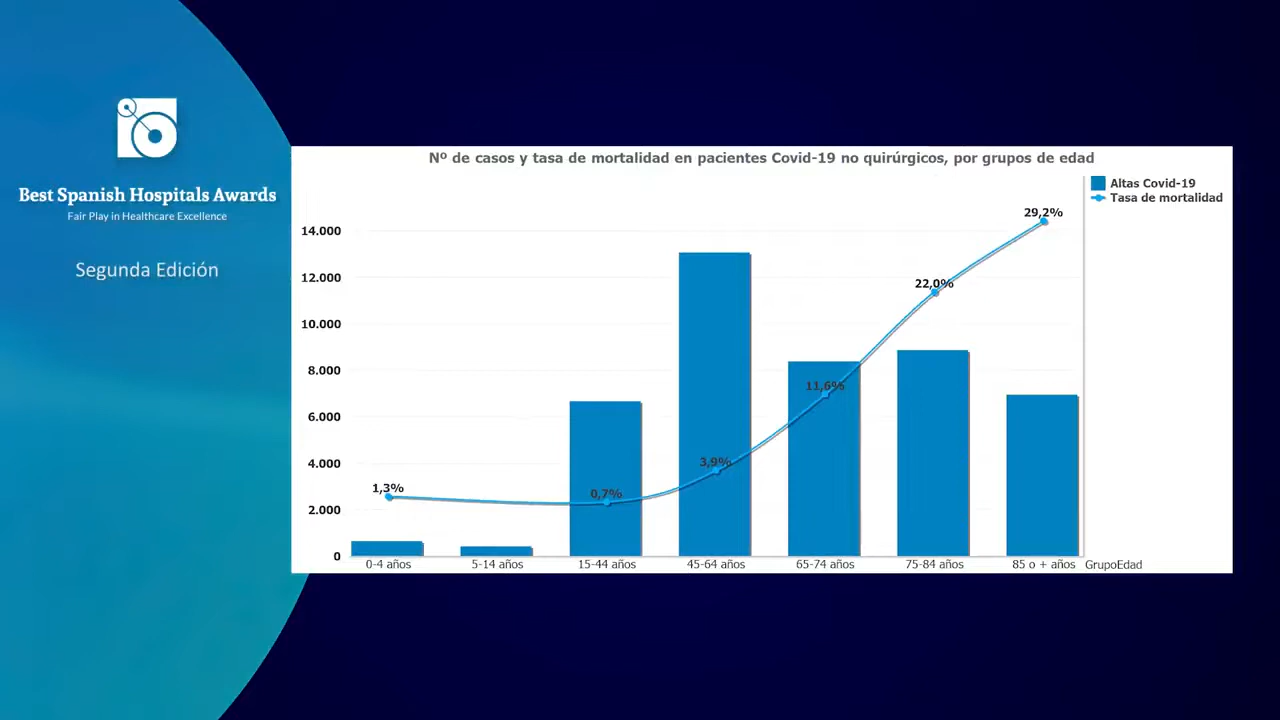 Best Spanish Hospitals Awards
Fair Play in Healthcare Excellence
Segunda Edición
Nº de casos y tasa de mortalidad en pacientes Covid-19 no quirúrgicos, por grupos de edad
Altas Covid-19
Tasa de mortalidad
14.000
12.000
10.000
8.000
6.000
4.000
2.000
0
1,3%
0,7%
3,9%
11,6%
22,0%
29,2%
0-4 años
5-14 años
15-44 años
45-64 años
65-74 años
75-84 años
85 o + años
GrupoEdad